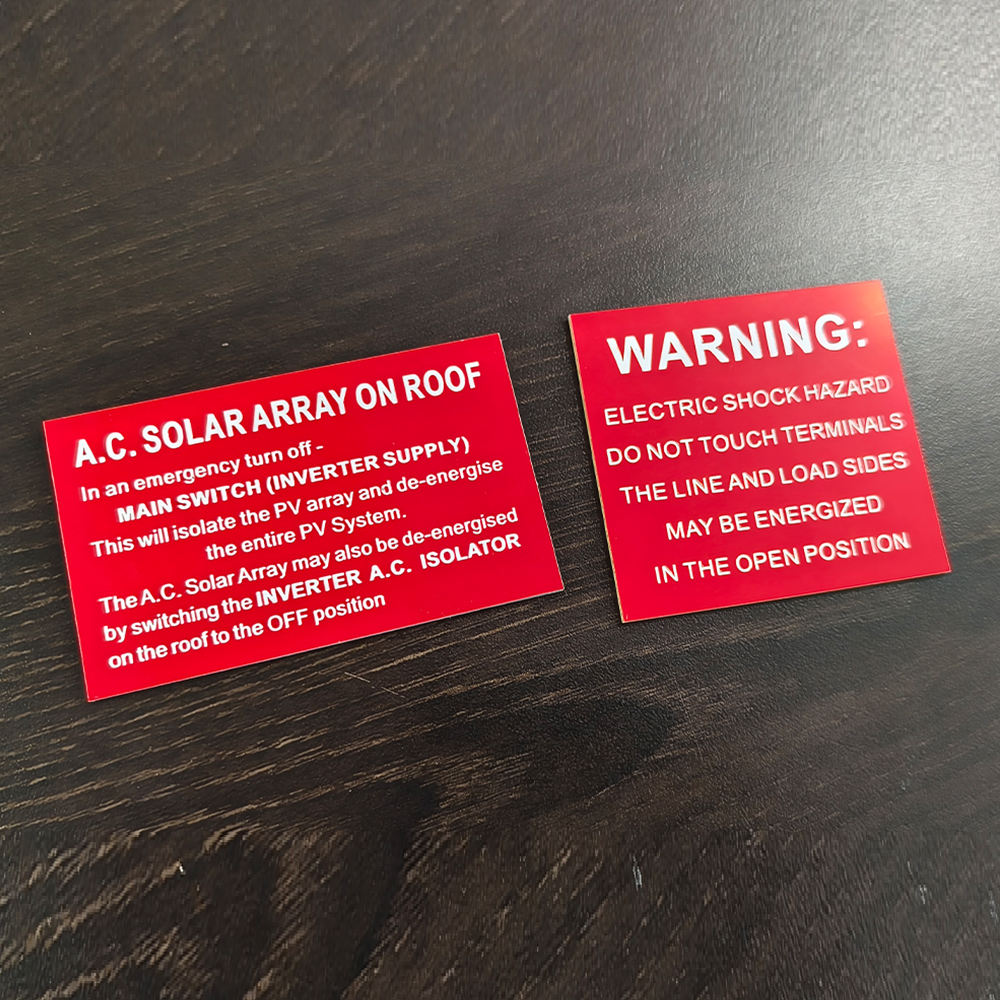 A.C. SOLAR ARRAY ON ROOF
In an emergency turn off -
MAIN SWITCH (INVERTER SUPPLY)
This will isolate the PV array and de-energise
the entire PV System.
The A.C. Solar Array may also be de-energised
by switching the INVERTER A.C. ISOLATOR
on the roof to the OFF position
WARNING:
ELECTRIC SHOCK HAZARD
DO NOT TOUCH TERMINALS
THE LINE AND LOAD SIDES
MAY BE ENERGIZED
IN THE OPEN POSITION